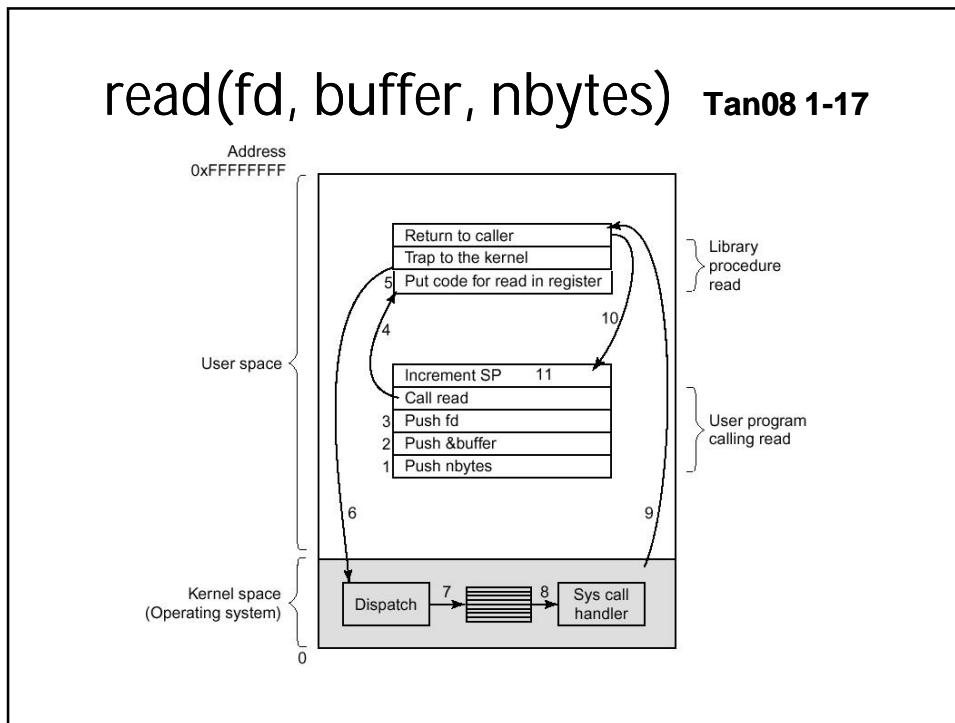 read(fd, buffer, nbytes) Tan08 1-17
Address
0xFFFFFFFF
Return to caller
Trap to the kernel
5 Put code for read in register
Library
procedure
read
4
10
User space
Increment SP 11
Call read
3 Push fd
2 Push &buffer
1 Push nbytes
User program
calling read
6
9
Kernel space
(Operating system)
Dispatch
7
8
Sys call
handler
0